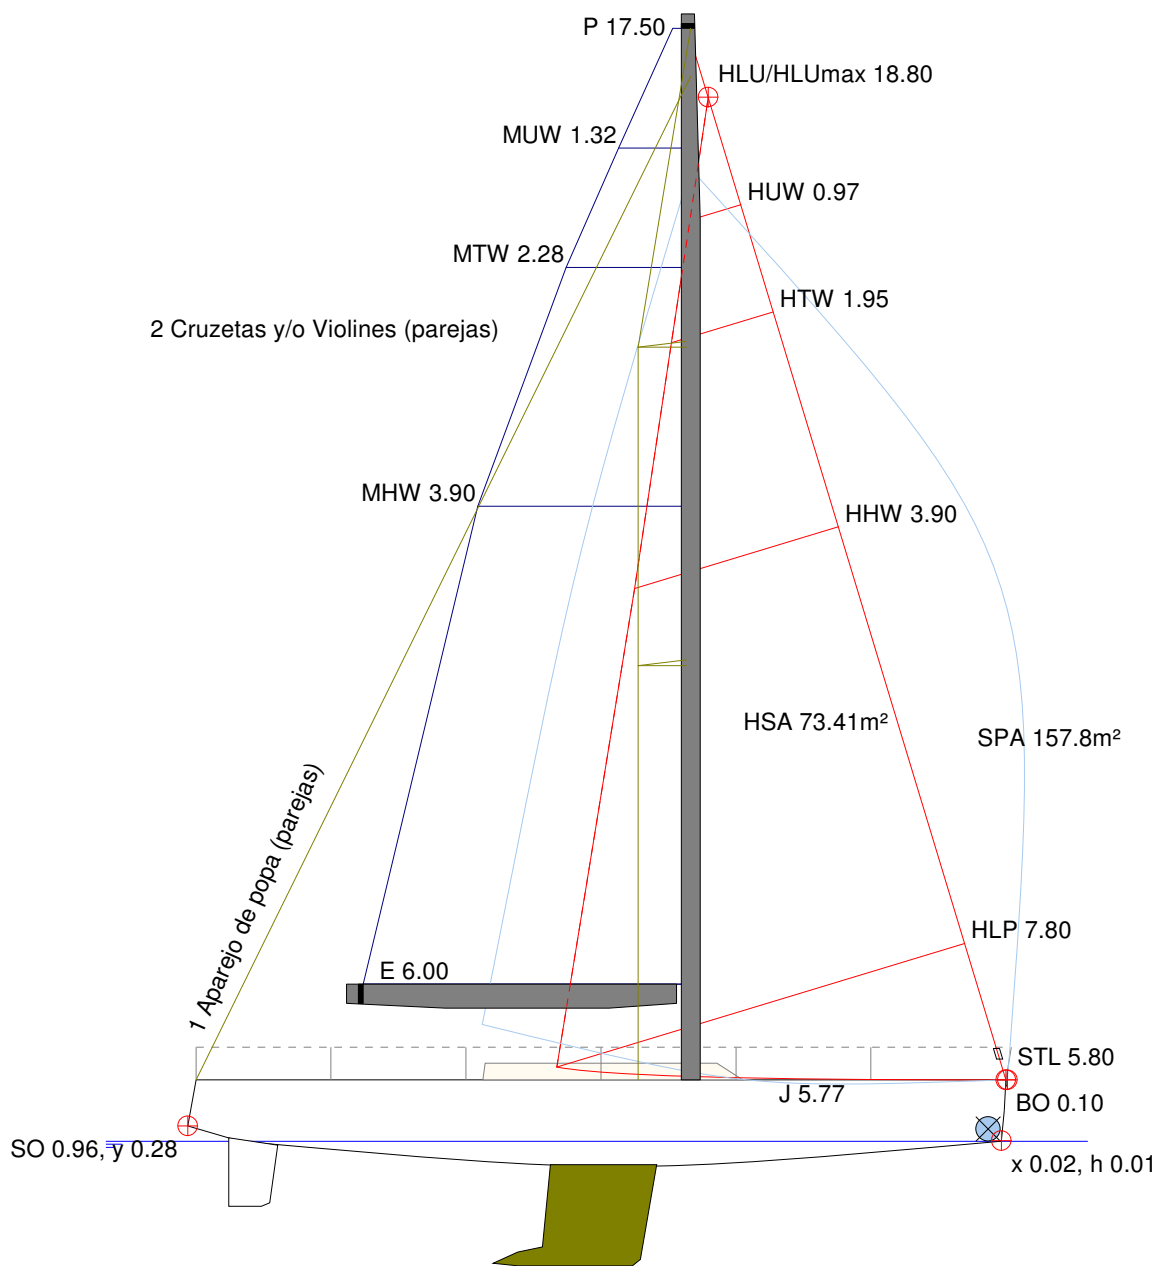 P 17.50
HLU/HLUmax 18.80
MUW 1.32
HUW 0.97
MTW 2.28
HTW 1.95
2 Cruzetas y/o Violines (parejas)
MHW 3.90
HHW 3.90
HSA 73.41m²
SPA 157.8m²
1 Aparejo de popa (parejas)
HLP 7.80
E 6.00
STL 5.80
J 5.77
BO 0.10
SO 0.96, y 0.28
x 0.02, h 0.01